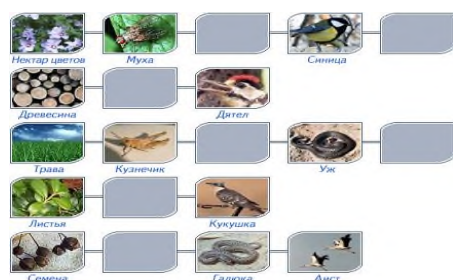 Нектар цветов Муха Синица
Древесина Дятел
Трава Кузнечик Уж
Листья Кукушка
Семена Гадюка Аист